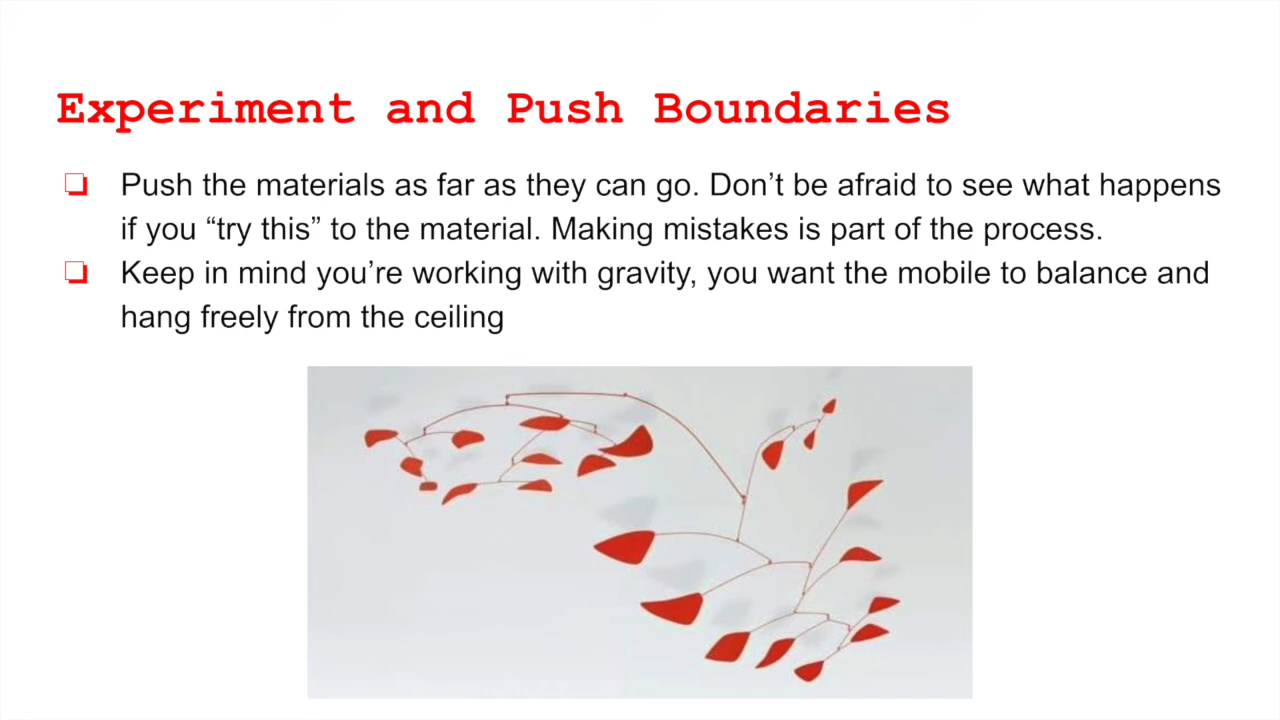 Experiment and Push Boundaries
Push the materials as far as they can go. Don’t be afraid to see what happens
if you “try this” to the material. Making mistakes is part of the process.
Keep in mind you’re working with gravity, you want the mobile to balance and
hang freely from the ceiling